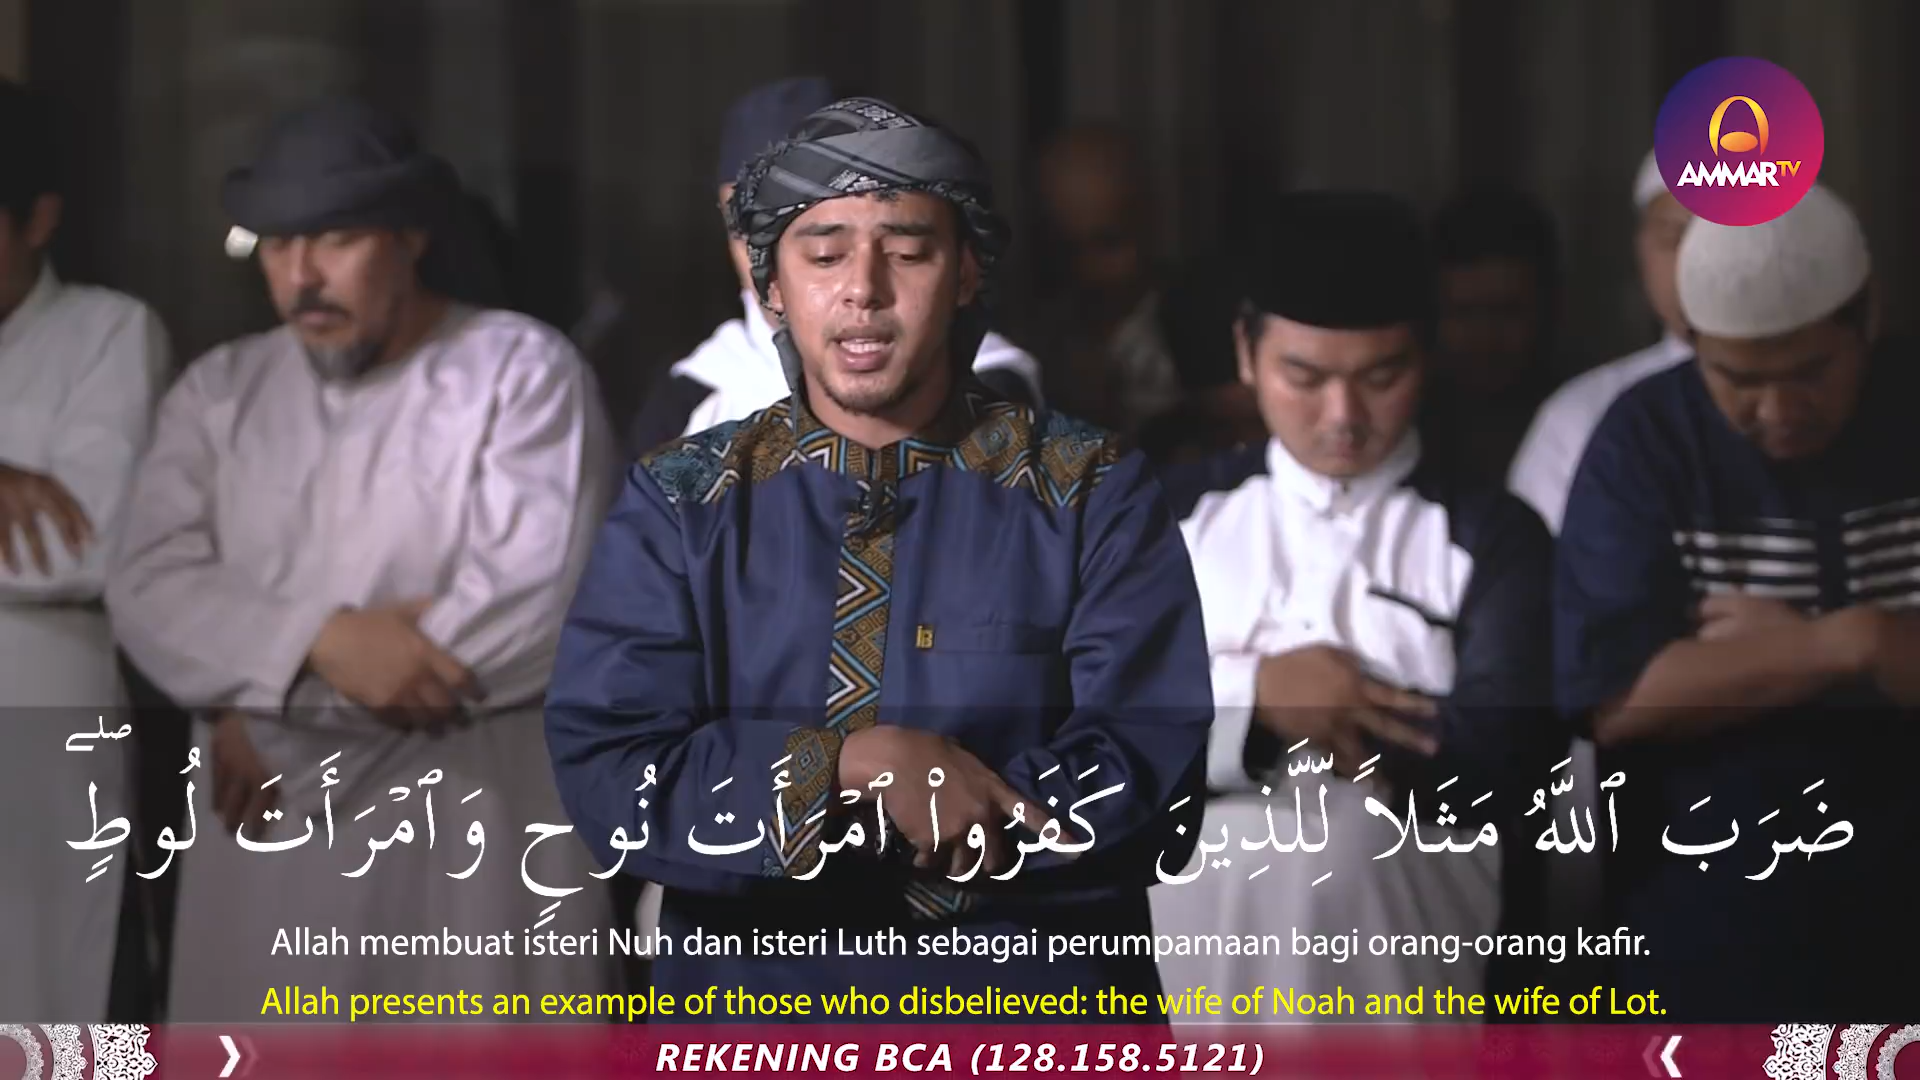 AMMARTV
صلے
ضَرَبَ ٱللَّهُ مَثَلاً لِّلَّذِينَ كَفَرُواْ ٱمْرَأَتَ نُوحٍ وَٱمْرَأَتَ لُوطٍ
Allah membuat isteri Nuh dan isteri Luth sebagai perumpamaan bagi orang-orang kafir.
Allah presents an example of those who disbelieved: the wife of Noah and the wife of Lot.
REKENING BCA (128.158.5121)